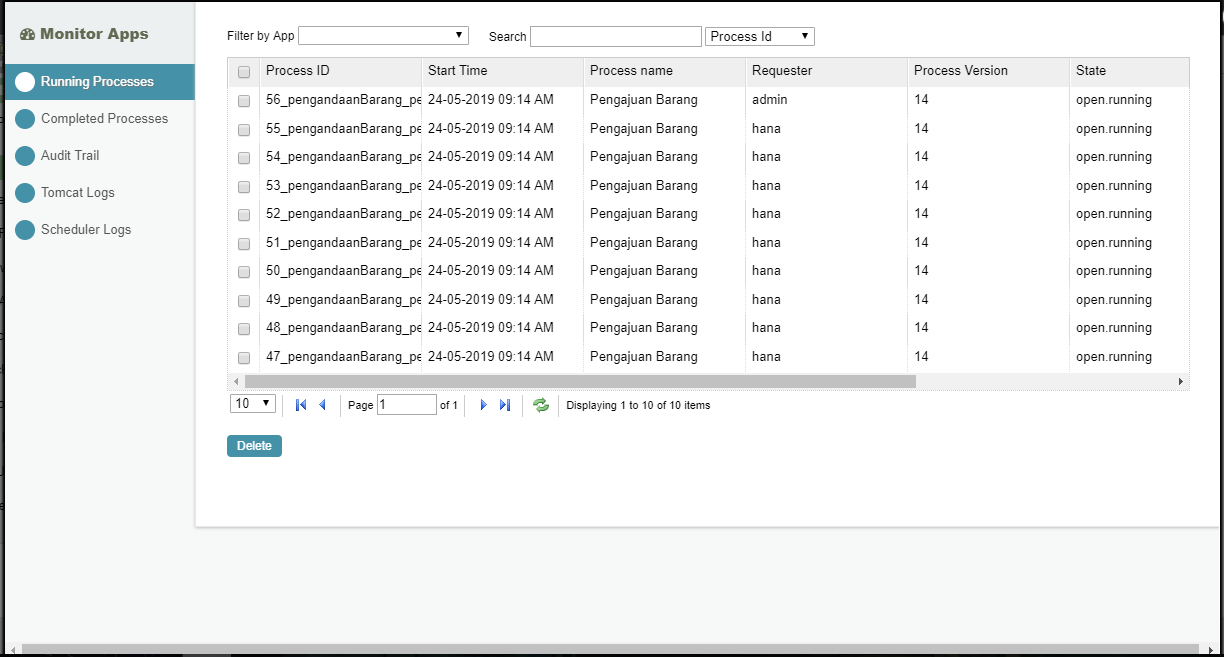 Monitor Apps
Running Processes
Completed Processes
Audit Trail
Tomcat Logs
Scheduler Logs
Filter by App Search Process Id
Process ID Start Time Process name Requester Process Version State
56_pengandaanBarang_pe 24-05-2019 09:14 AM Pengajuan Barang admin 14 open.running
55_pengandaanBarang_pe 24-05-2019 09:14 AM Pengajuan Barang hana 14 open.running
54_pengandaanBarang_pe 24-05-2019 09:14 AM Pengajuan Barang hana 14 open.running
53_pengandaanBarang_pe 24-05-2019 09:14 AM Pengajuan Barang hana 14 open.running
52_pengandaanBarang_pe 24-05-2019 09:14 AM Pengajuan Barang hana 14 open.running
51_pengandaanBarang_pe 24-05-2019 09:14 AM Pengajuan Barang hana 14 open.running
50_pengandaanBarang_pe 24-05-2019 09:14 AM Pengajuan Barang hana 14 open.running
49_pengandaanBarang_pe 24-05-2019 09:14 AM Pengajuan Barang hana 14 open.running
48_pengandaanBarang_pe 24-05-2019 09:14 AM Pengajuan Barang hana 14 open.running
47_pengandaanBarang_pe 24-05-2019 09:14 AM Pengajuan Barang hana 14 open.running
10 Page 1 of 1 Displaying 1 to 10 of 10 items
Delete